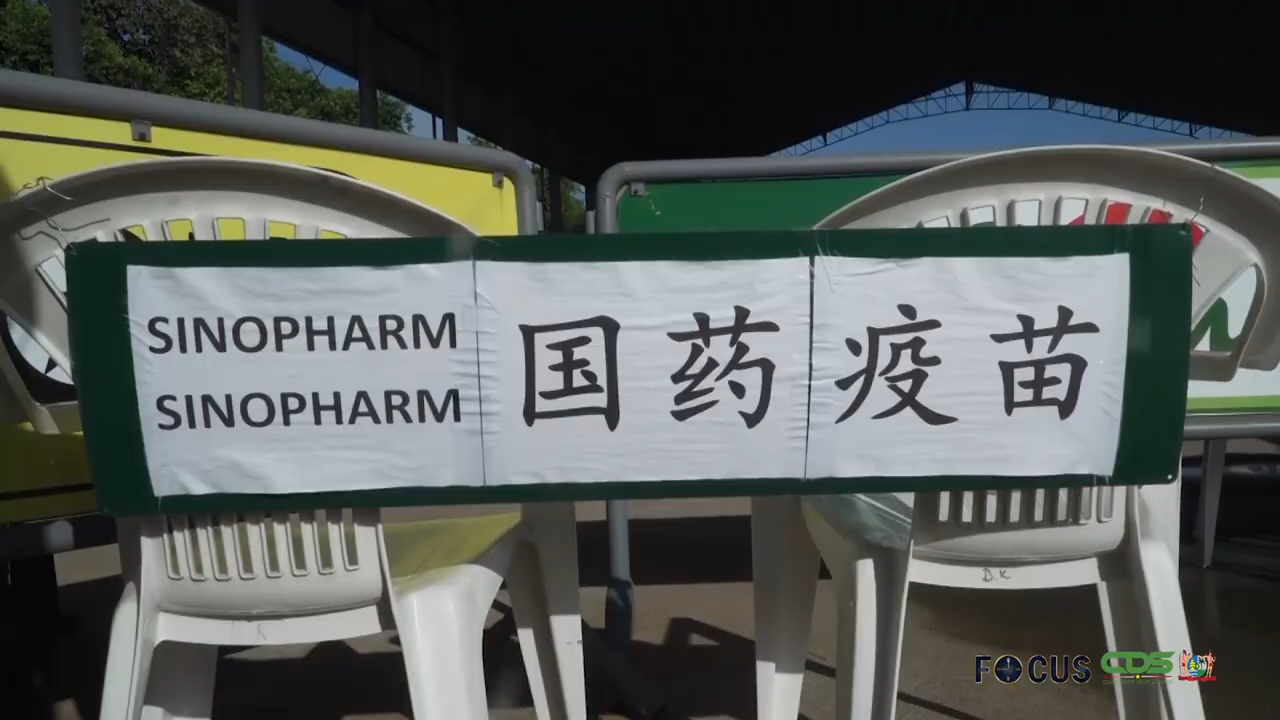 SINOPHARM
SINOPHARM
国药疫苗
K
B.K
FOCUS
CDS